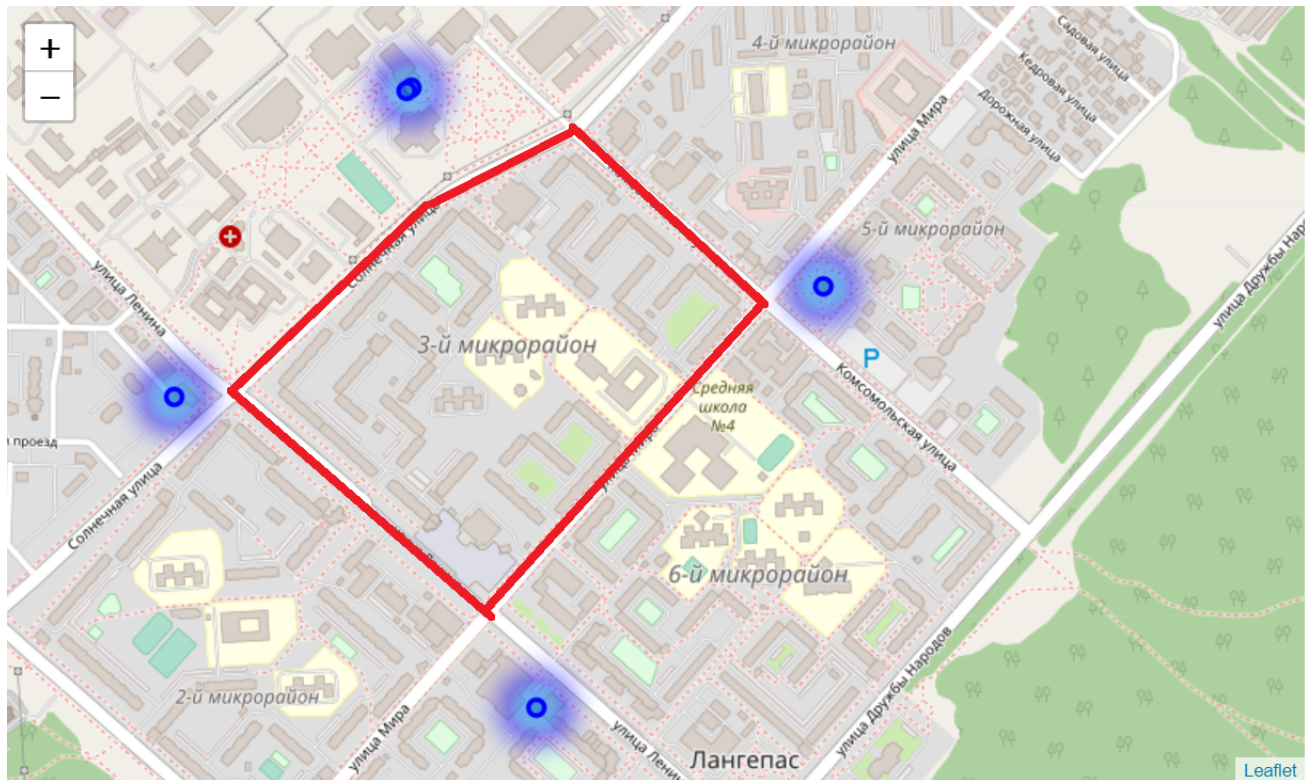 +
−
4-й микрорайон
Садовая улица
Кедровая улица
Дорожная улица
улица Мира
5-й микрорайон
улица Дружбы Наро
Солнечная улица
улица Ленина
3-й микрорайон
P
Средняя
школа
№4
Комсомольская улица
проезд
Солнечная улица
6-й микрорайон
2-й микрорайон
улица Мира
улица Лени
улица Дружбы Народов
Лангепас
Leaflet